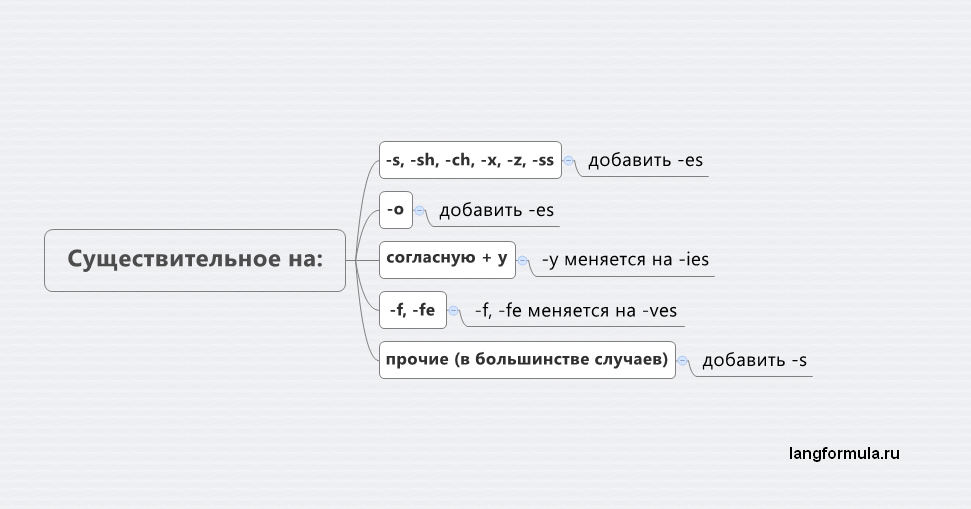 -s, -sh, -ch, -x, -z, -ss добавить -es
-o добавить -es
Существительное на:
согласную + y -y меняется на -ies
-f, -fe -f, -fe меняется на -ves
прочие (в большинстве случаев) добавить -s
langformula.ru